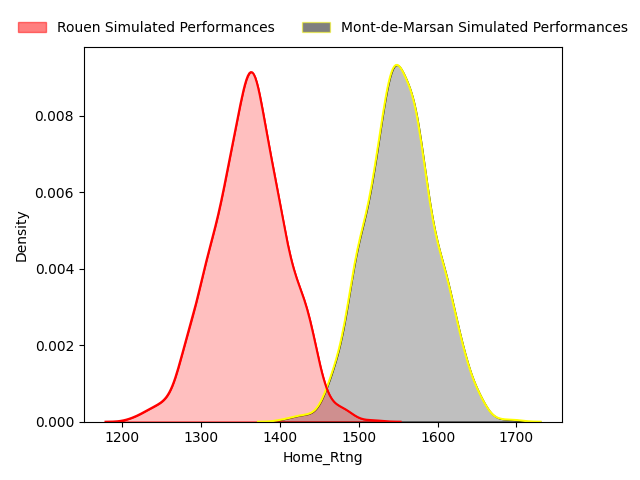 Rouen Simulated Performances
Mont-de-Marsan Simulated Performances
Density
0.008
0.006
0.004
0.002
0.000
1200 1300 1400 1500 1600 1700
Home_Rtng